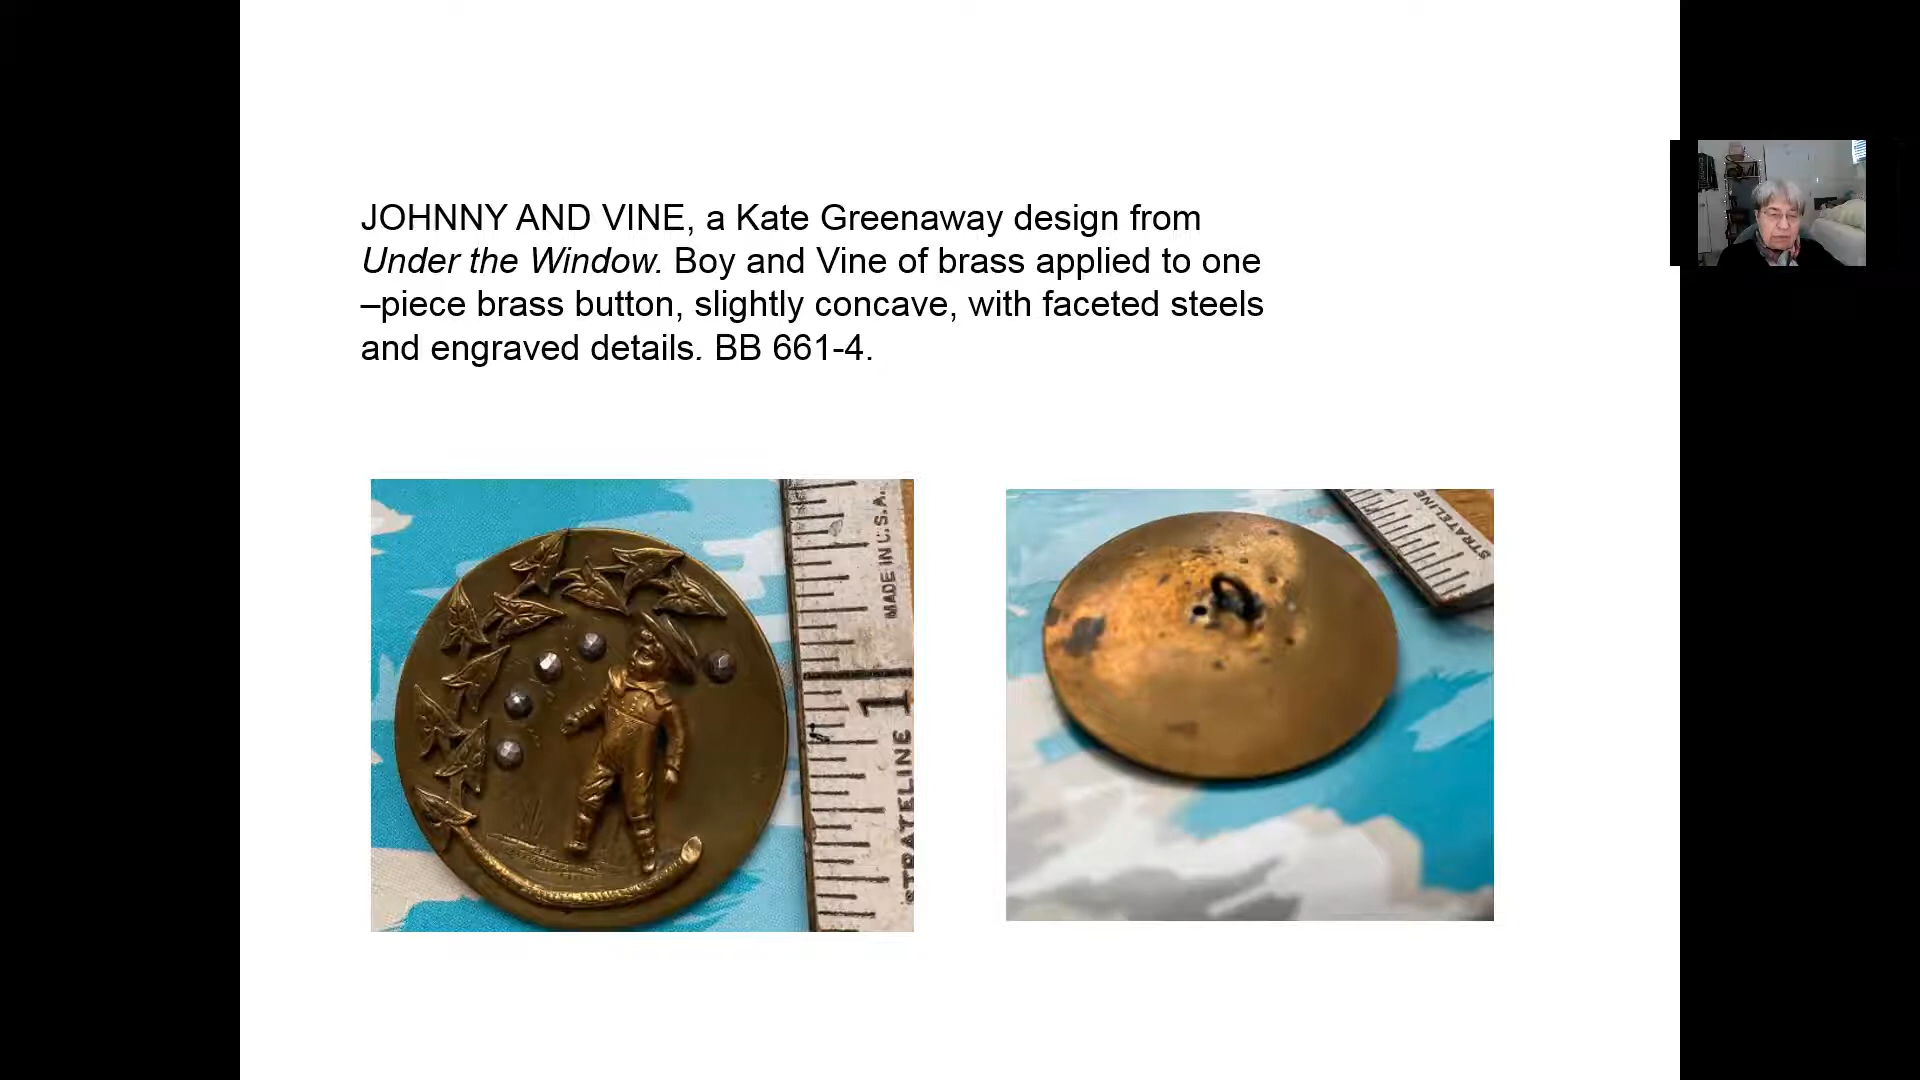 JOHNNY AND VINE, a Kate Greenaway design from
Under the Window. Boy and Vine of brass applied to one
–piece brass button, slightly concave, with faceted steels
and engraved details. BB 661-4.
MADE IN U.S.A.
1
STRATELINE
STRATELINE